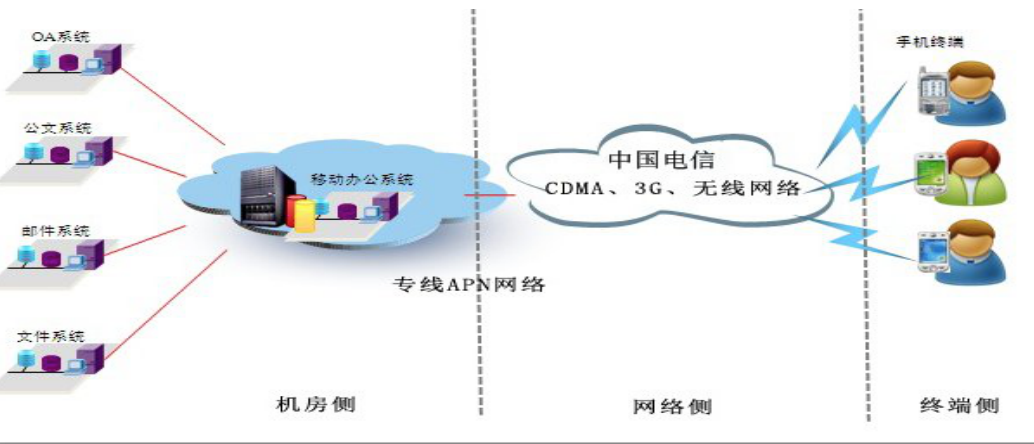 OA系统
手机终端
公文系统
中国电信
移动办公系统
CDMA、3G、无线网络
邮件系统
专线APN网络
文件系统
机房侧
网络侧
终端侧